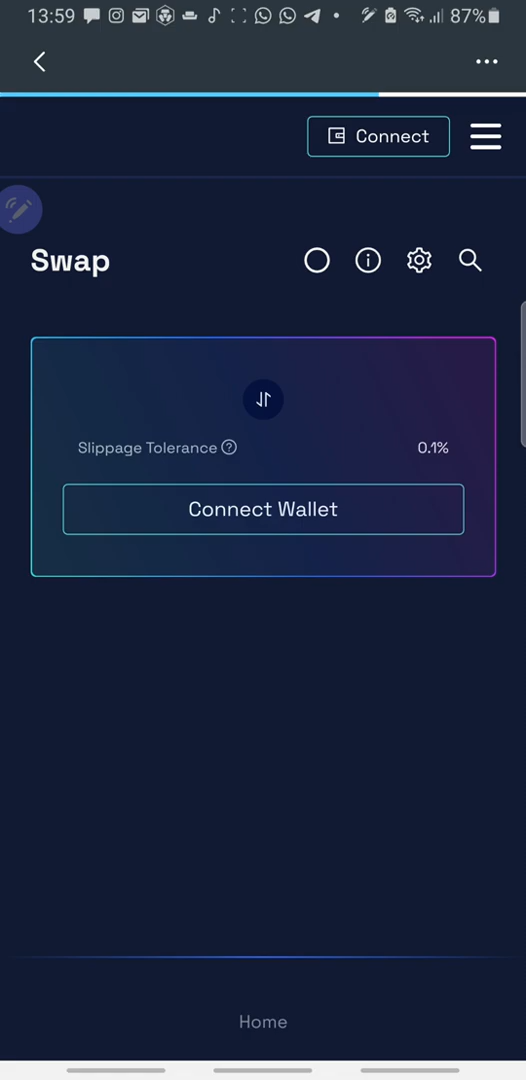 13:59 87%
Connect
Swap
Slippage Tolerance 0.1%
Connect Wallet
Home